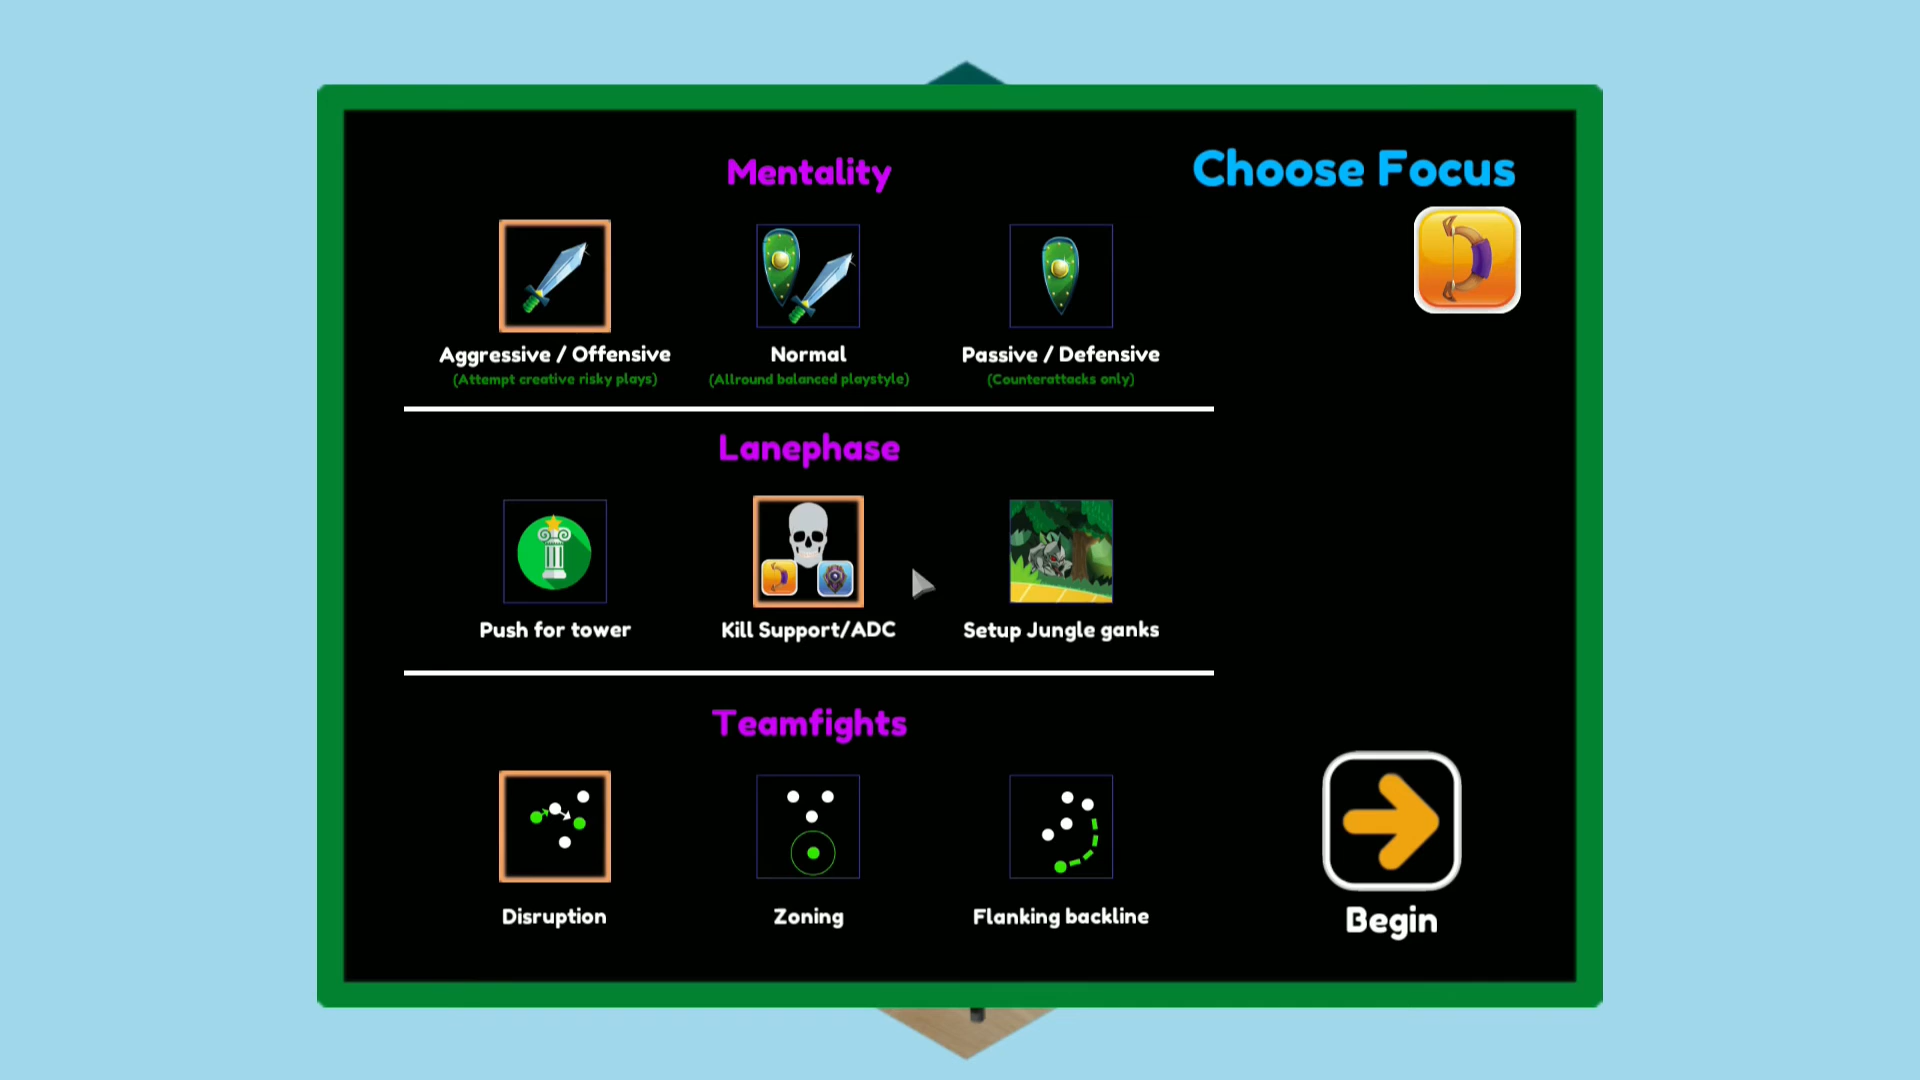 Mentality
Choose Focus
Aggressive / Offensive
(Attempt creative risky plays)
Normal
(Allround balanced playstyle)
Passive / Defensive
(Counterattacks only)
Lanephase
Push for tower
Kill Support/ADC
Setup Jungle ganks
Teamfights
Disruption
Zoning
Flanking backline
Begin